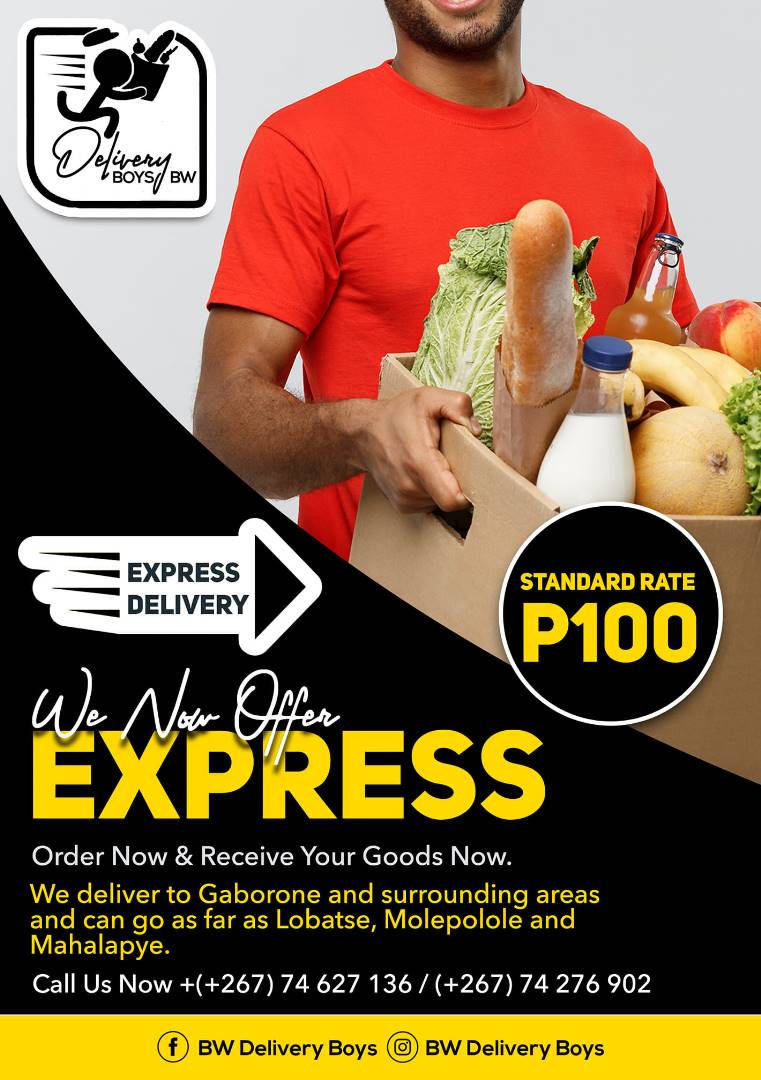 Delivery
BOYS BW
EXPRESS
DELIVERY
STANDARD RATE
P100
We Now Offer
EXPRESS
Order Now & Receive Your Goods Now.
We deliver to Gaborone and surrounding areas
and can go as far as Lobatse, Molepolole and
Mahalapye.
Call Us Now +(+267) 74 627 136 / (+267) 74 276 902
BW Delivery Boys BW Delivery Boys